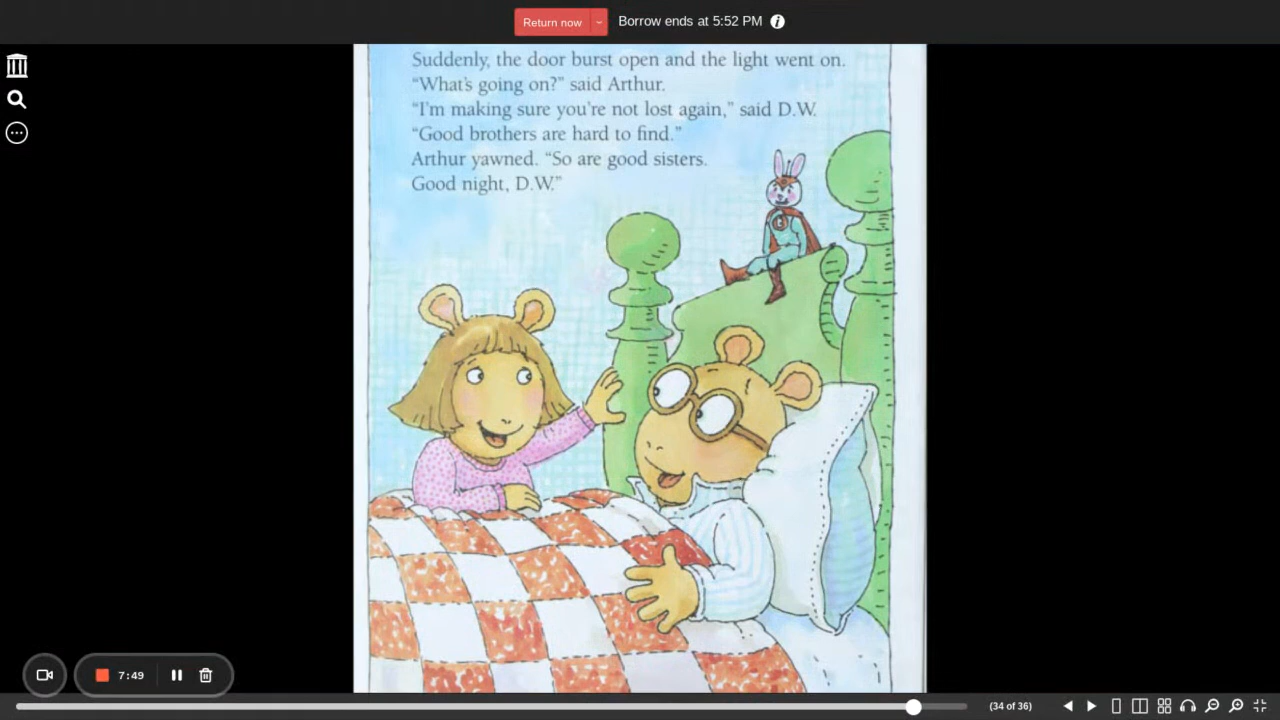 Return now
Borrow ends at 5:52 PM
Suddenly, the door burst open and the light went on.
“What's going on?” said Arthur.
“I'm making sure you're not lost again,” said D.W.
“Good brothers are hard to find.”
Arthur yawned. “So are good sisters.
Good night, D.W.”
7:49
(34 of 36)